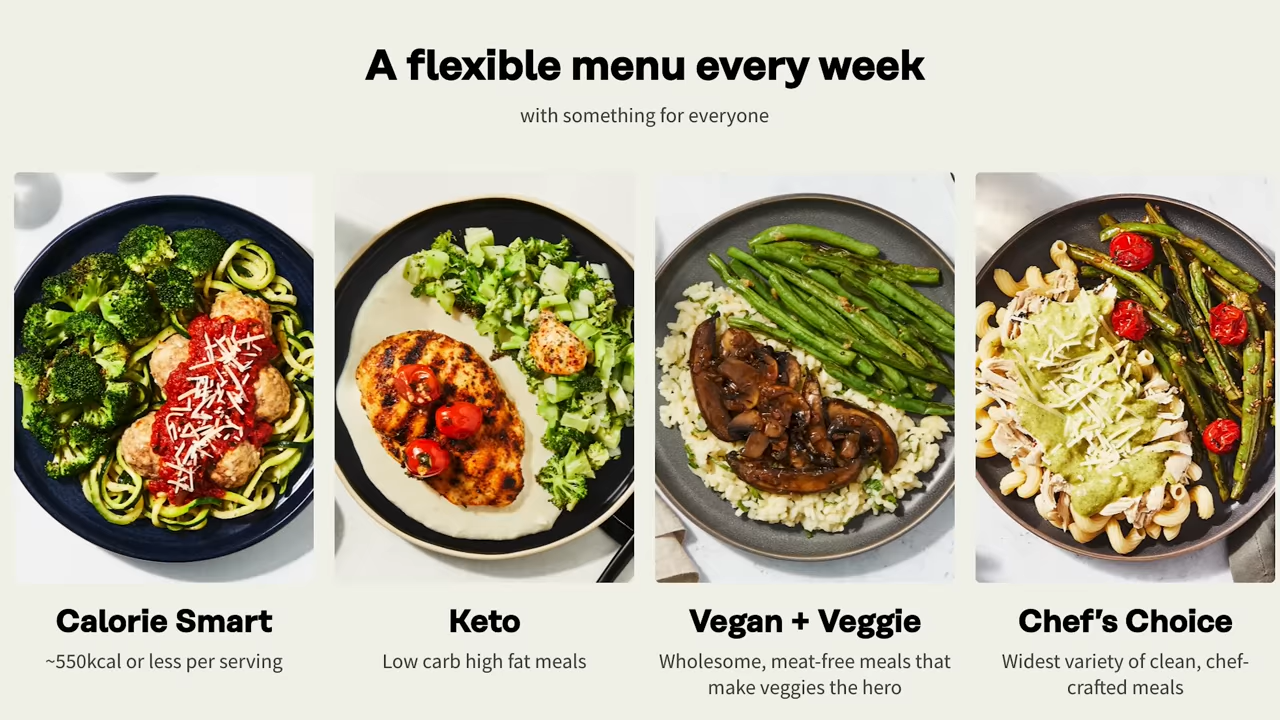 A flexible menu every week
with something for everyone
Calorie Smart
~550kcal or less per serving
Keto
Low carb high fat meals
Vegan + Veggie
Wholesome, meat-free meals that
make veggies the hero
Chef’s Choice
Widest variety of clean, chef-
crafted meals